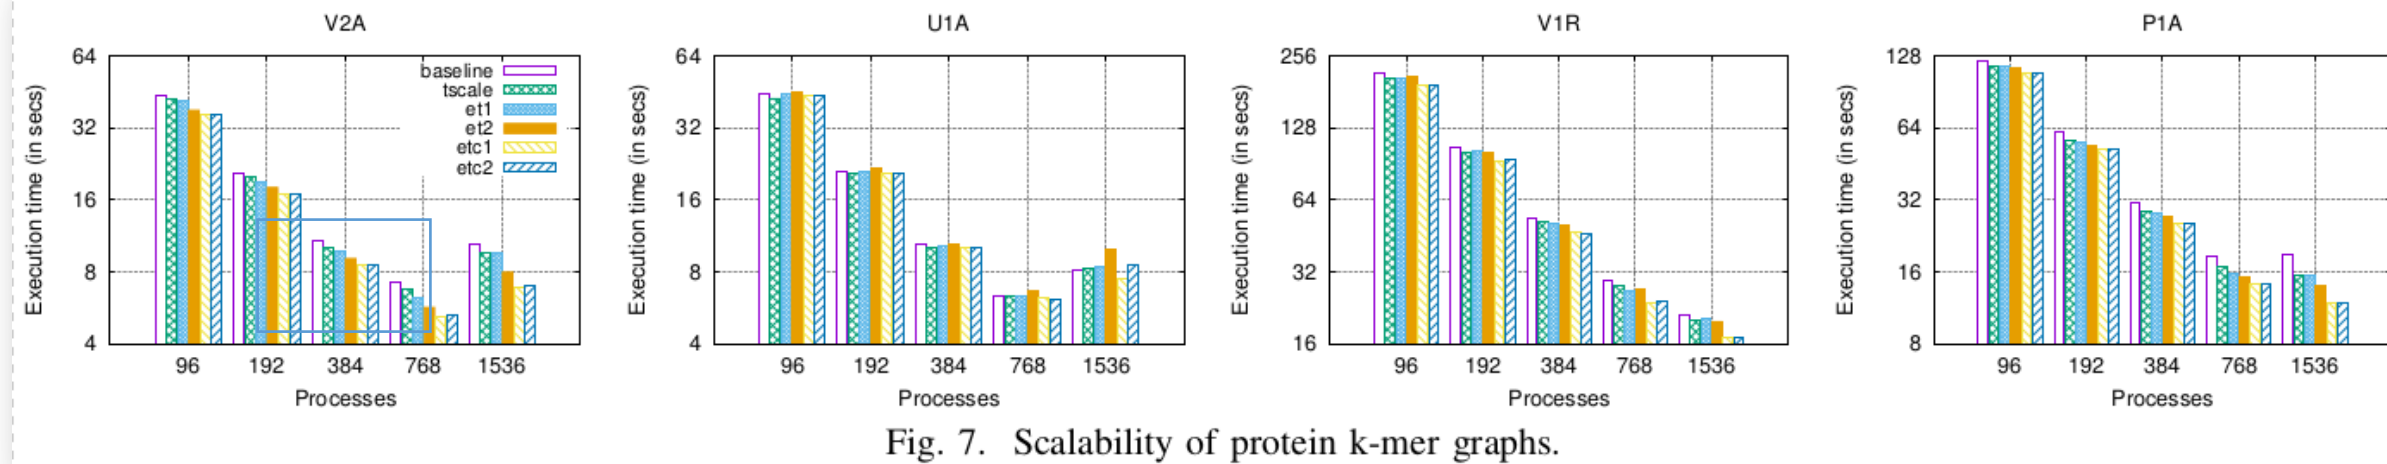 V2A
64
32
16
8
4
Execution time (in secs)
baseline
tscale
et1
et2
etc1
etc2
96 192 384 768 1536
Processes
U1A
64
32
16
8
4
Execution time (in secs)
96 192 384 768 1536
Processes
V1R
256
128
64
32
16
Execution time (in secs)
96 192 384 768 1536
Processes
P1A
128
64
32
16
8
Execution time (in secs)
96 192 384 768 1536
Processes
Fig. 7. Scalability of protein k-mer graphs.